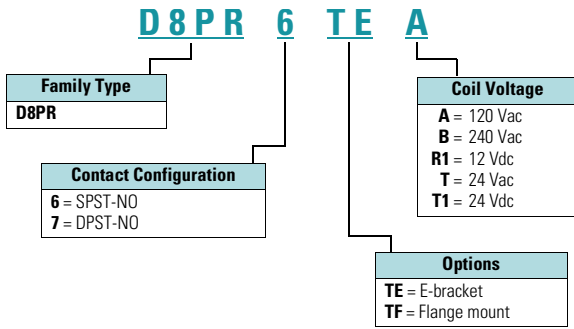 D8PR 6 TE A
Family Type
D8PR
Contact Configuration
6 = SPST-NO
7 = DPST-NO
Coil Voltage
A = 120 Vac
B = 240 Vac
R1 = 12 Vdc
T = 24 Vac
T1 = 24 Vdc
Options
TE = E-bracket
TF = Flange mount